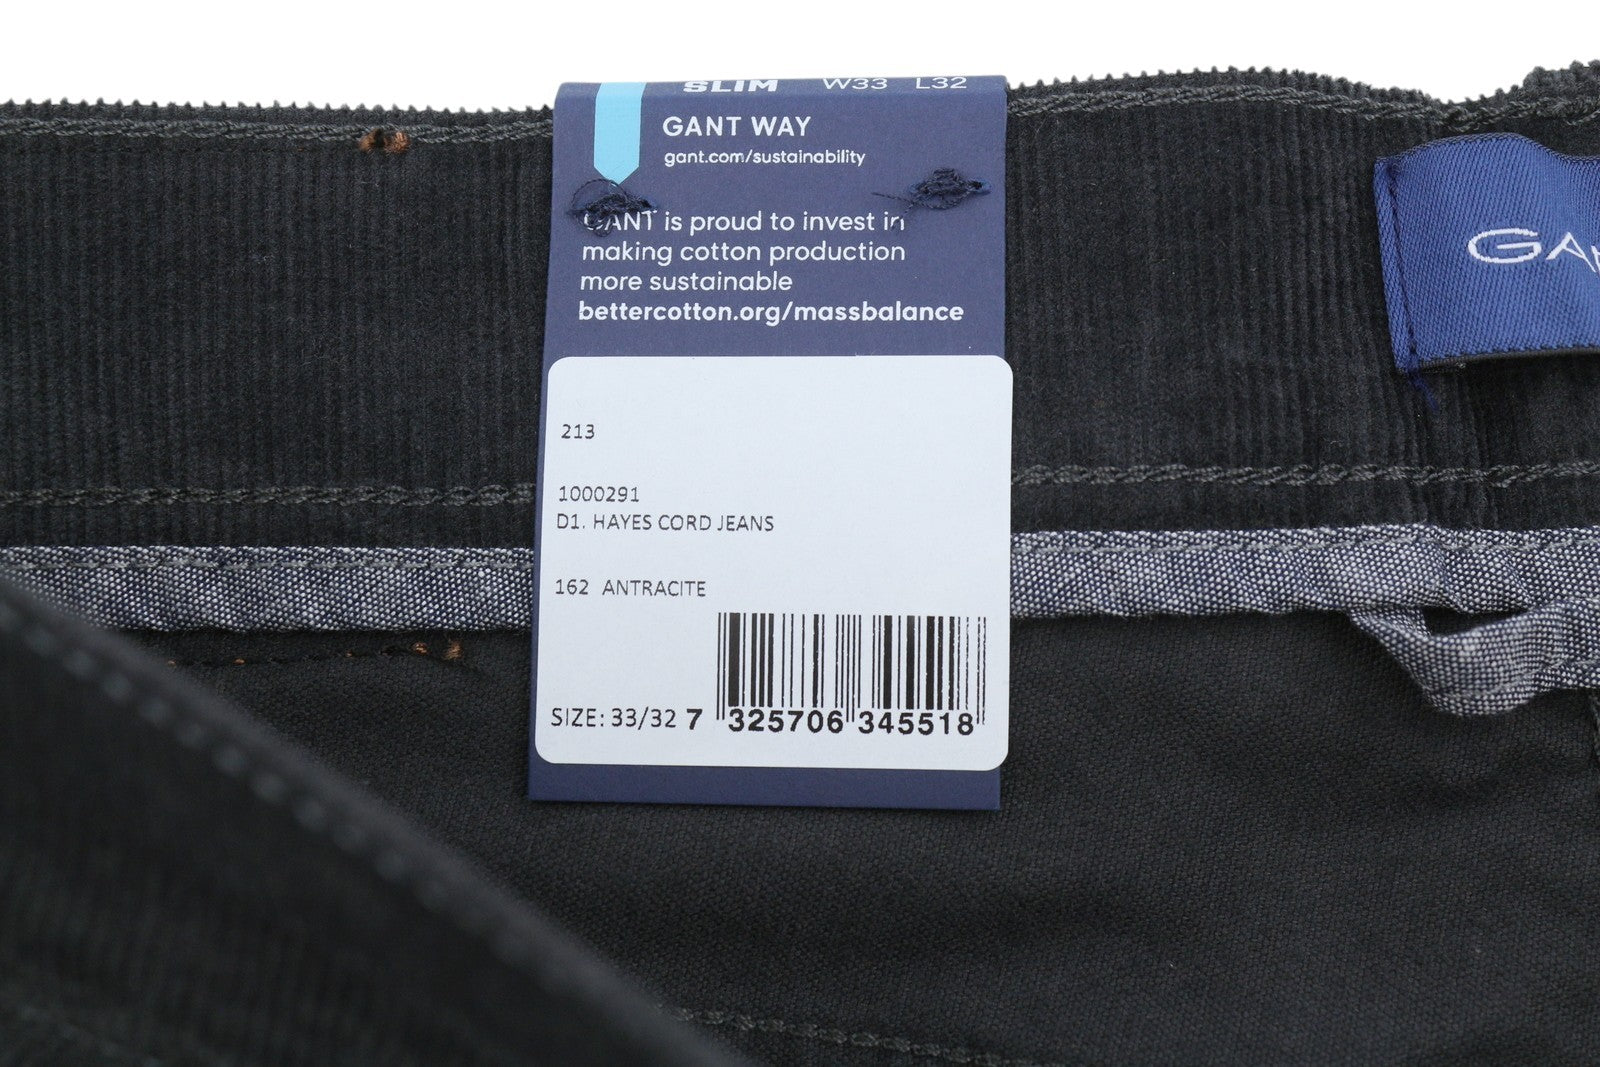 SLIM W33 L32
GANT WAY
gant.com/sustainability
GANT is proud to invest in
making cotton production
more sustainable
bettercotton.org/massbalance
213
1000291
D1. HAYES CORD JEANS
162 ANTRACITE
SIZE: 33/32 7 325706 345518